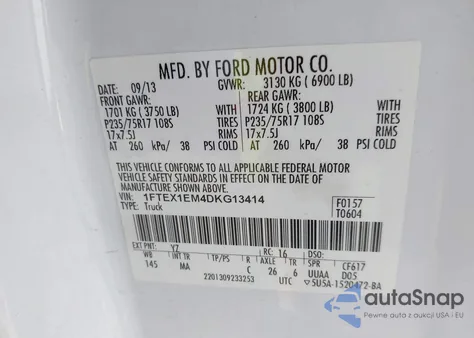 MFD. BY FORD MOTOR CO.
DATE: 09/13 GVWR: 3130 KG (6900 LB)
FRONT GAWR: REAR GAWR:
1701 KG (3750 LB) WITH 1724 KG (3800 LB) WITH
P235/75R17 108S TIRES P235/75R17 108S TIRES
17x7.5J RIMS 17x7.5J RIMS
AT 260 kPa/ 38 PSI COLD AT 260 kPa/ 38 PSI COLD
THIS VEHICLE CONFORMS TO ALL APPLICABLE FEDERAL MOTOR
VEHICLE SAFETY STANDARDS IN EFFECT ON THE DATE OF
MANUFACTURE SHOWN ABOVE.
VIN: 1FTEX1EM4DKG13414
TYPE: Truck
F0157
T0604
EXT PNT: YZ RC: 16 DSO:
WB BRK INT TR TP/PS R AXLE TR SPR CF617
145 MA C 26 6 UUAA D05
2201309233253 UTC 5U5A-1520472-BA
autoSnap
Pewne auta z aukcji z USA i EU